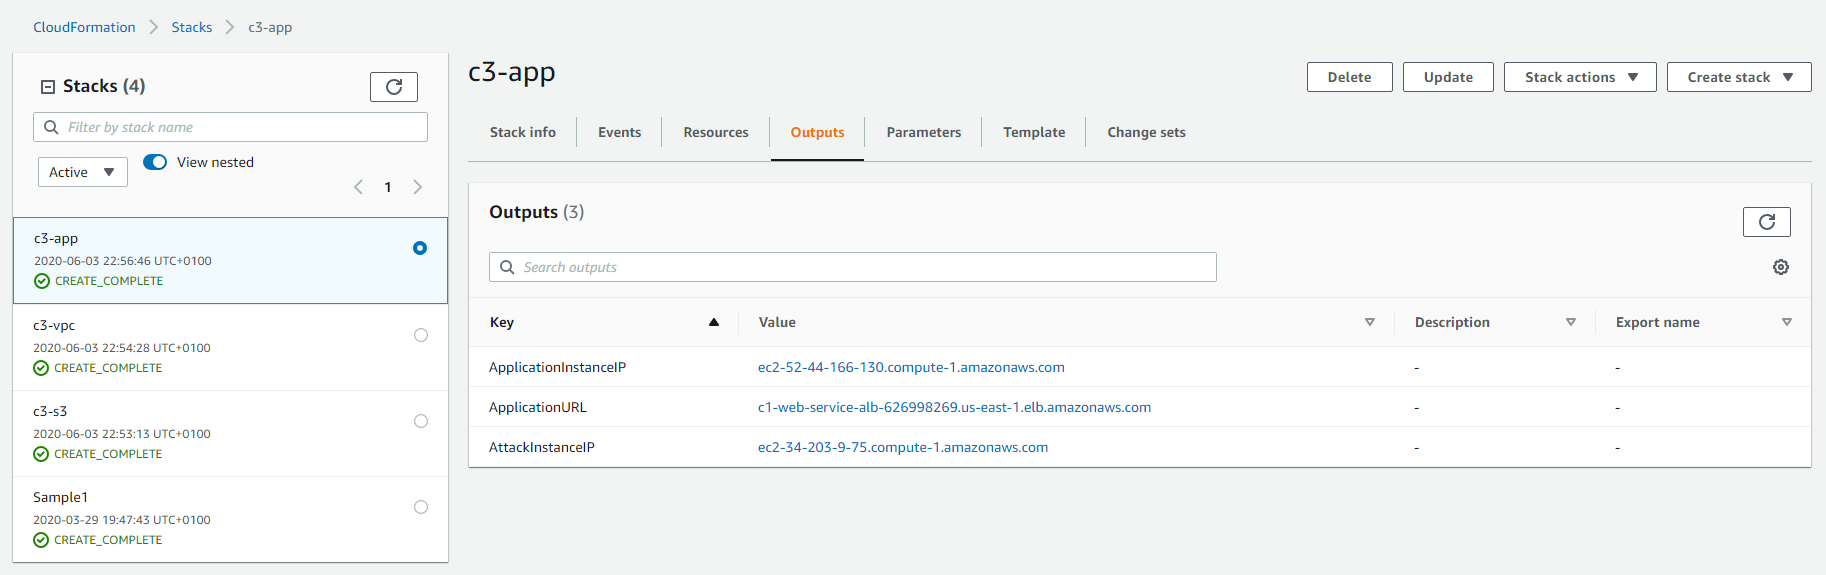 CloudFormation > Stacks > c3-app
Stacks (4)
Filter by stack name
Active
View nested
1
c3-app
2020-06-03 22:56:46 UTC+0100
CREATE_COMPLETE
c3-vpc
2020-06-03 22:54:28 UTC+0100
CREATE_COMPLETE
c3-s3
2020-06-03 22:53:13 UTC+0100
CREATE_COMPLETE
Sample1
2020-03-29 19:47:43 UTC+0100
CREATE_COMPLETE
c3-app
Delete Update Stack actions Create stack
Stack info Events Resources Outputs Parameters Template Change sets
Outputs (3)
Search outputs
Key Value Description Export name
ApplicationInstanceIP ec2-52-44-166-130.compute-1.amazonaws.com - -
ApplicationURL c1-web-service-alb-626998269.us-east-1.elb.amazonaws.com - -
AttackInstanceIP ec2-34-203-9-75.compute-1.amazonaws.com - -